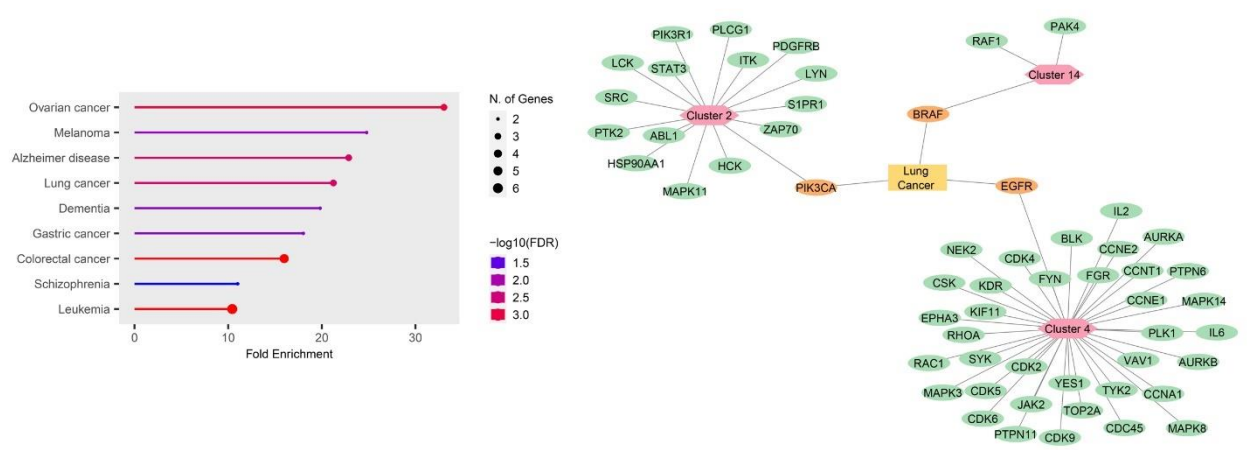 Ovarian cancer
Melanoma
Alzheimer disease
Lung cancer
Dementia
Gastric cancer
Colorectal cancer
Schizophrenia
Leukemia
0
10
20
30
Fold Enrichment
N. of Genes
2
3
4
5
6
−log10(FDR)
1.5
2.0
2.5
3.0
PIK3R1
PLCG1
PDGFRB
LCK
STAT3
ITK
LYN
SRC
S1PR1
Cluster 2
PTK2
ABL1
ZAP70
HSP90AA1
HCK
MAPK11
PIK3CA
Lung
Cancer
PAK4
RAF1
Cluster 14
BRAF
EGFR
IL2
BLK
CCNE2
AURKA
NEK2
CDK4
FYN
FGR
CCNT1
PTPN6
CSK
KDR
CCNE1
MAPK14
EPHA3
KIF11
RHOA
Cluster 4
PLK1
IL6
RAC1
SYK
CDK2
VAV1
AURKB
MAPK3
CDK5
YES1
TYK2
CCNA1
JAK2
TOP2A
CDK6
PTPN11
CDK9
CDC45
MAPK8